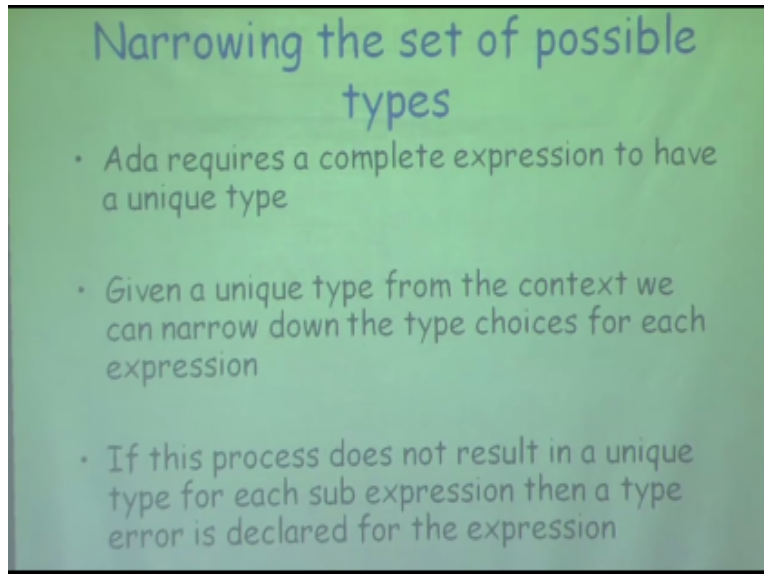 Narrowing the set of possible
types
• Ada requires a complete expression to have
a unique type
• Given a unique type from the context we
can narrow down the type choices for each
expression
• If this process does not result in a unique
type for each sub expression then a type
error is declared for the expression